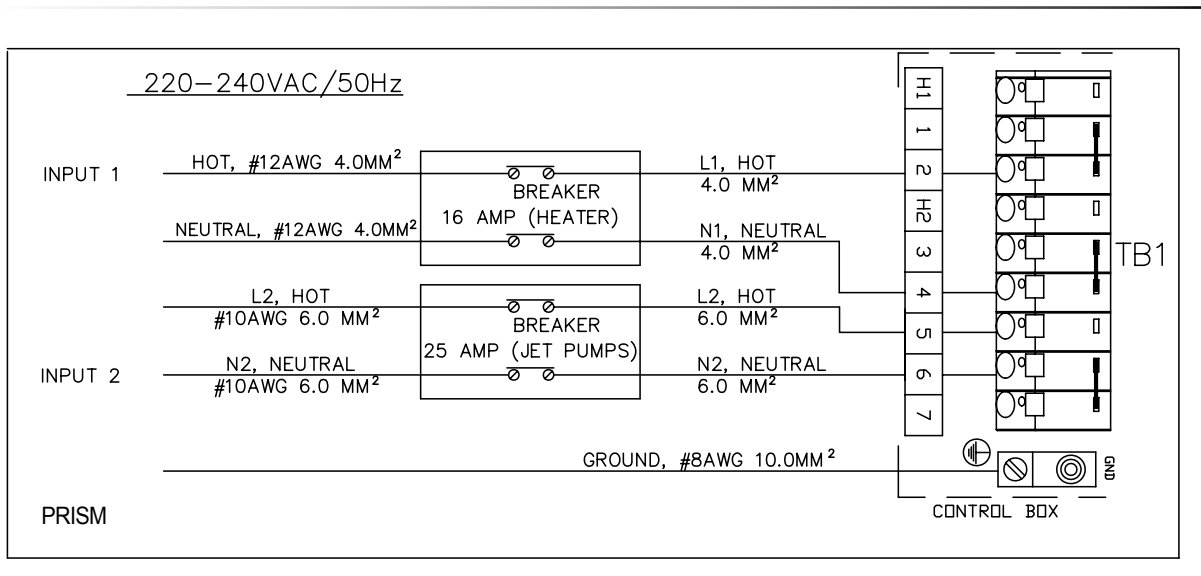 220-240VAC/50Hz
INPUT 1
HOT, #12AWG 4.0MM²
NEUTRAL, #12AWG 4.0MM²
BREAKER
16 AMP (HEATER)
L1, HOT
4.0 MM²
N1, NEUTRAL
4.0 MM²
L2, HOT
#10AWG 6.0 MM²
INPUT 2
N2, NEUTRAL
#10AWG 6.0 MM²
BREAKER
25 AMP (JET PUMPS)
L2, HOT
6.0 MM²
N2, NEUTRAL
6.0 MM²
H1
1
2
H2
3
4
5
6
7
TB1
GROUND, #8AWG 10.0MM²
GND
CONTROL BOX
PRISM